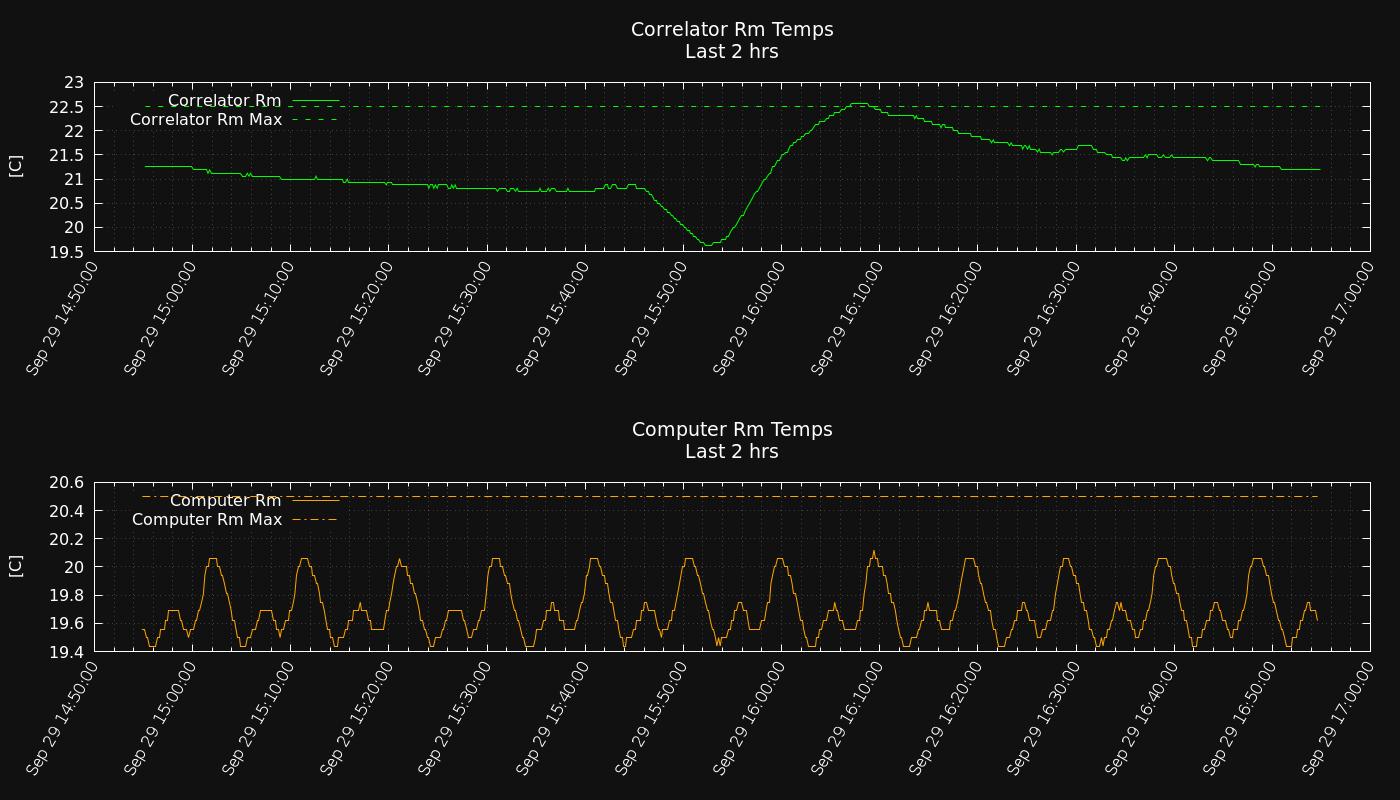 Correlator Rm Temps
Last 2 hrs
23
22.5
22
21.5
21
20.5
20
19.5
[C]
Correlator Rm
Correlator Rm Max
Sep 29 14:50:00
Sep 29 15:00:00
Sep 29 15:10:00
Sep 29 15:20:00
Sep 29 15:30:00
Sep 29 15:40:00
Sep 29 15:50:00
Sep 29 16:00:00
Sep 29 16:10:00
Sep 29 16:20:00
Sep 29 16:30:00
Sep 29 16:40:00
Sep 29 16:50:00
Sep 29 17:00:00
Computer Rm Temps
Last 2 hrs
20.6
20.4
20.2
20
19.8
19.6
19.4
[C]
Computer Rm
Computer Rm Max
Sep 29 14:50:00
Sep 29 15:00:00
Sep 29 15:10:00
Sep 29 15:20:00
Sep 29 15:30:00
Sep 29 15:40:00
Sep 29 15:50:00
Sep 29 16:00:00
Sep 29 16:10:00
Sep 29 16:20:00
Sep 29 16:30:00
Sep 29 16:40:00
Sep 29 16:50:00
Sep 29 17:00:00